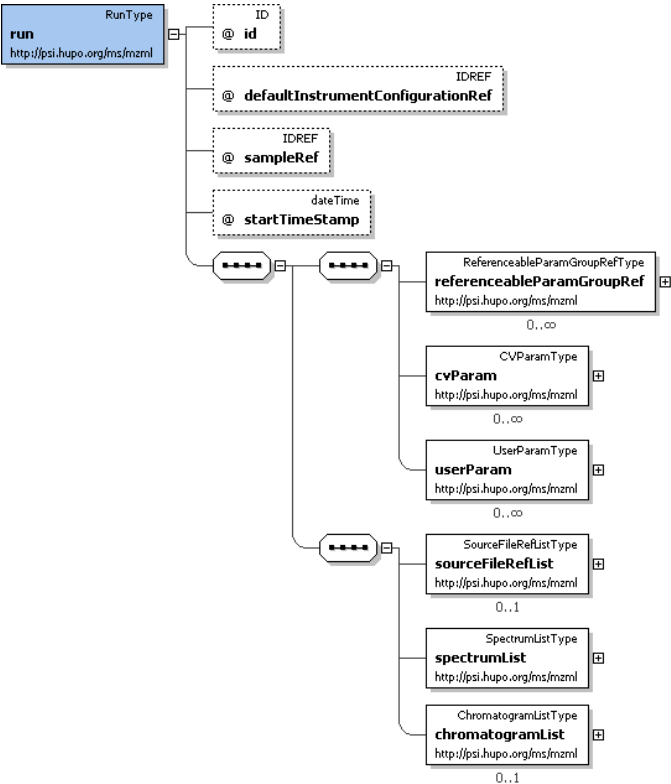 RunType
run
http://psi.hupo.org/ms/mzml
ID
@ id
IDREF
@ defaultInstrumentConfigurationRef
IDREF
@ sampleRef
dateTime
@ startTimeStamp
ReferenceableParamGroupRefType
referenceableParamGroupRef
http://psi.hupo.org/ms/mzml
0..∞
CVParamType
cvParam
http://psi.hupo.org/ms/mzml
0..∞
UserParamType
userParam
http://psi.hupo.org/ms/mzml
0..∞
SourceFileRefListType
sourceFileRefList
http://psi.hupo.org/ms/mzml
0..1
SpectrumListType
spectrumList
http://psi.hupo.org/ms/mzml
ChromatogramListType
chromatogramList
http://psi.hupo.org/ms/mzml
0..1